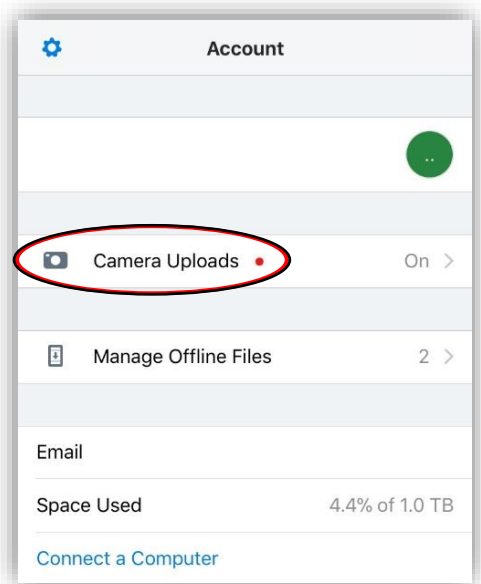 Account
..
Camera Uploads On
Manage Offline Files 2
Email
Space Used 4.4% of 1.0 TB
Connect a Computer